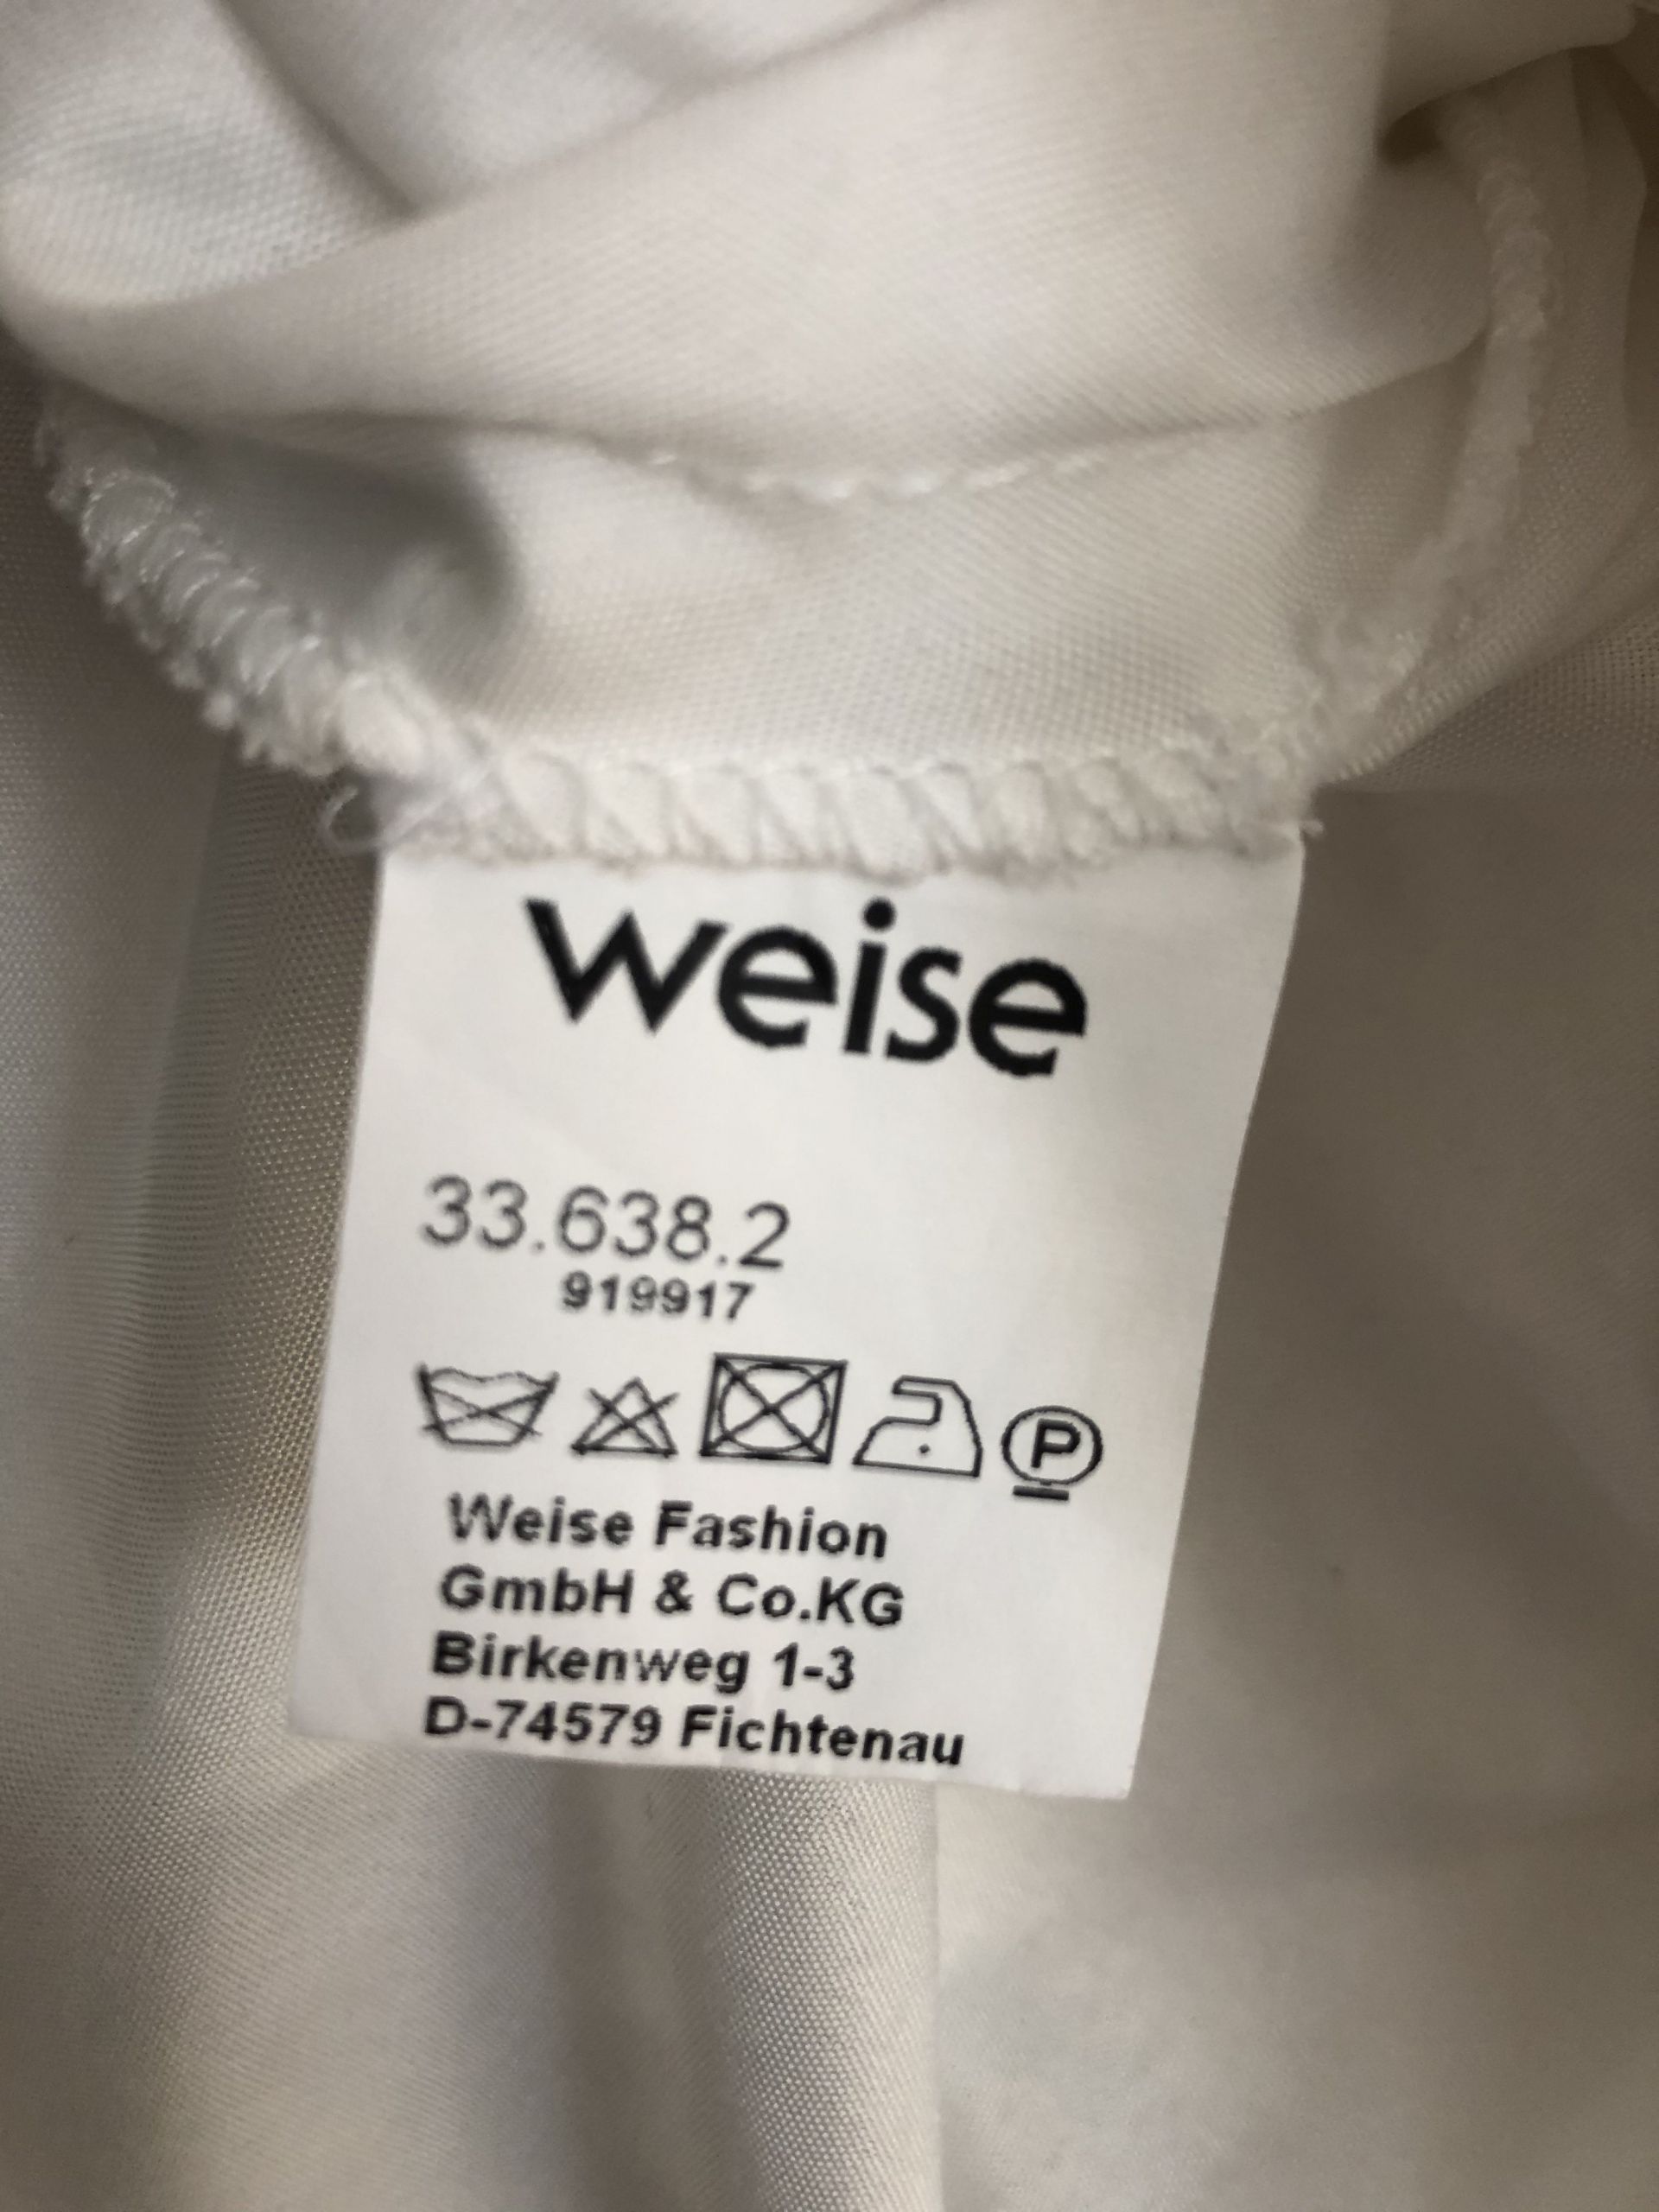 weise
33.638.2
919917
P
Weise Fashion
GmbH & Co.KG
Birkenweg 1-3
D-74579 Fichtenau